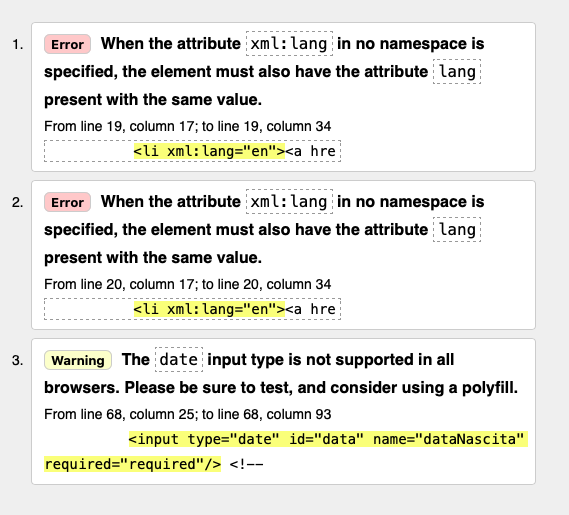 1. Error When the attribute xml:lang in no namespace is
specified, the element must also have the attribute lang
present with the same value.
From line 19, column 17; to line 19, column 34
<li xml:lang="en"><a hre
2. Error When the attribute xml:lang in no namespace is
specified, the element must also have the attribute lang
present with the same value.
From line 20, column 17; to line 20, column 34
<li xml:lang="en"><a hre
3. Warning The date input type is not supported in all
browsers. Please be sure to test, and consider using a polyfill.
From line 68, column 25; to line 68, column 93
<input type="date" id="data" name="dataNascita"
required="required"/> <!--